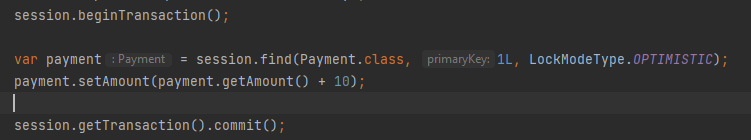 session.beginTransaction();
var payment : Payment = session.find(Payment.class, primaryKey: 1L, LockModeType.OPTIMISTIC);
payment.setAmount(payment.getAmount() + 10);
session.getTransaction().commit();